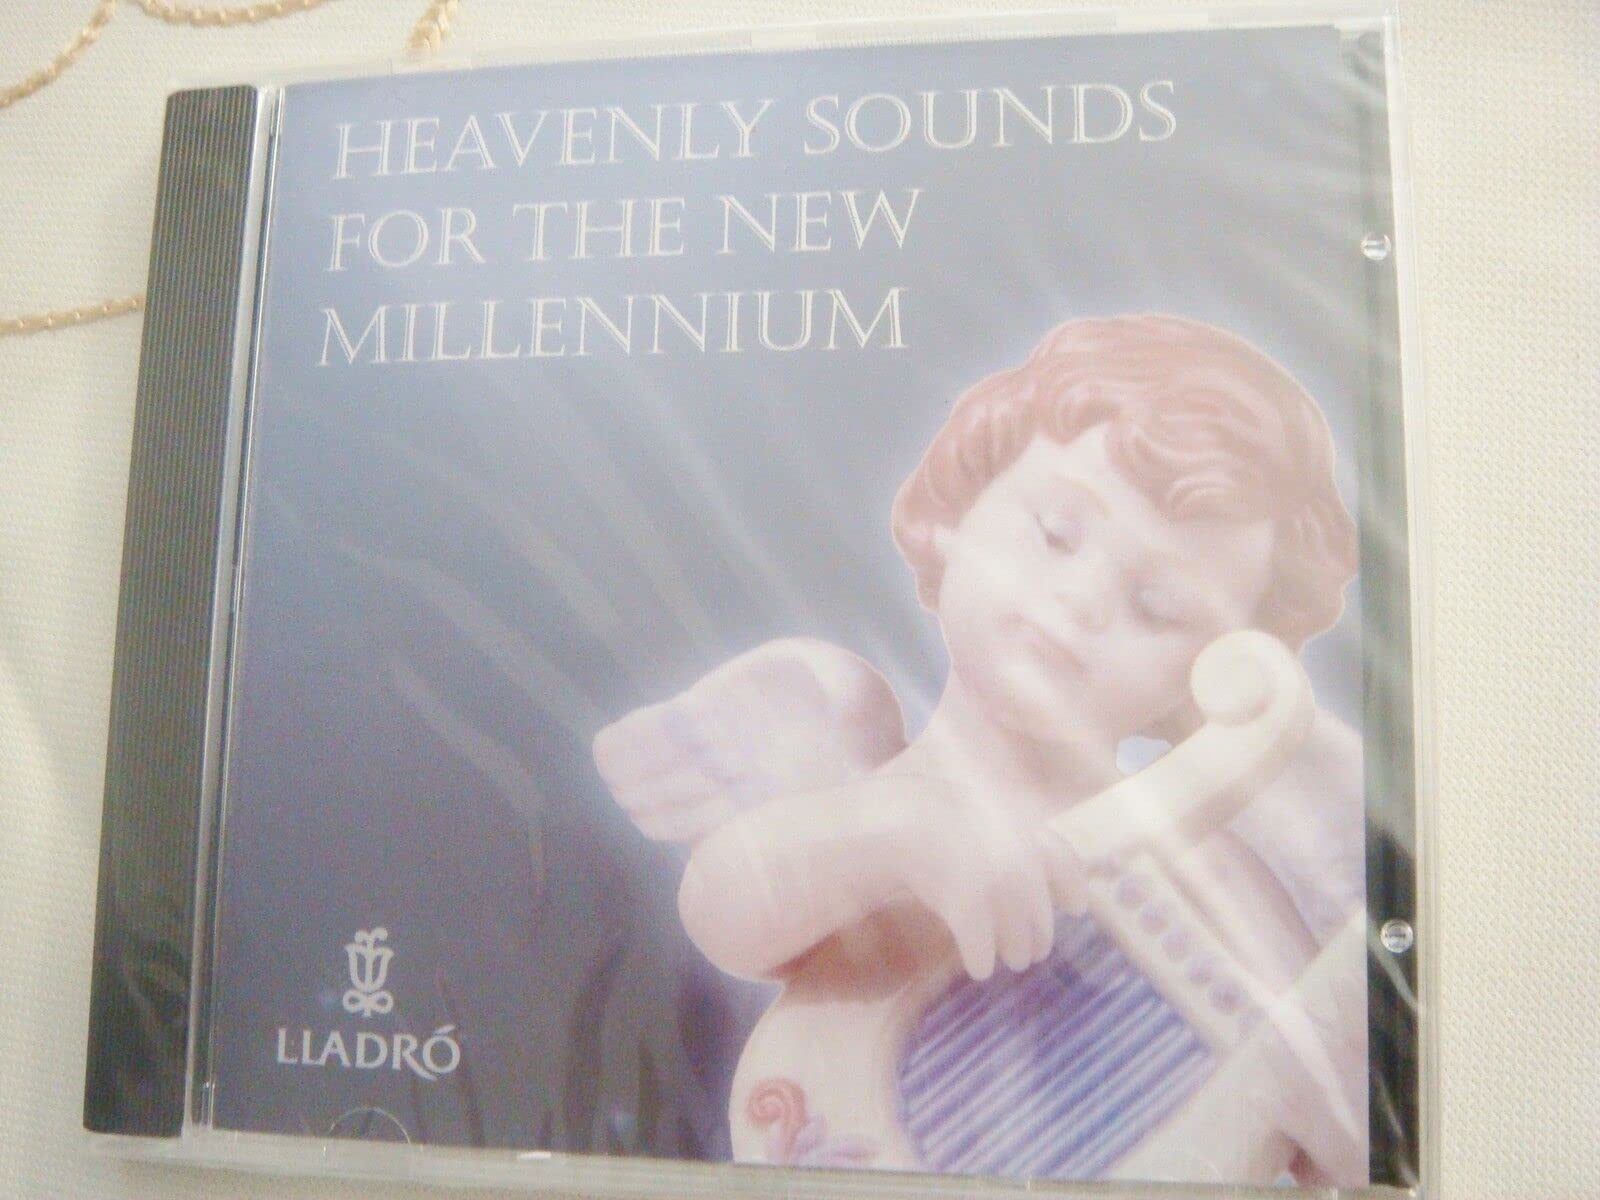 HEAVENLY SOUNDS
FOR THE NEW
MILLENNIUM
LLADRÓ